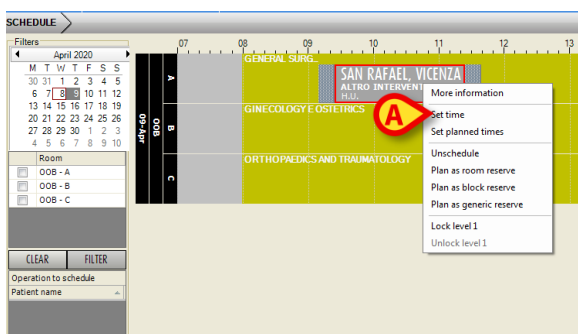 SCHEDULE
Filters
April 2020
M T W T F S S
30 31 1 2 3 4 5
6 7 8 9 10 11 12
13 14 15 16 17 18 19
20 21 22 23 24 25 26
27 28 29 30 1 2 3
4 5 6 7 8 9 10
Room
OOB - A
OOB - B
OOB - C
CLEAR FILTER
Operation to schedule
Patient name
07 08 09 10 11 12 13
09-Apr
OOB
A
B
C
GENERAL SURG...
SAN RAFAEL, VICENZA
ALTRO INTERVENT
H.U.
GINECOLOGY E OSTETRICS
ORTHOPAEDICS AND TRAUMATOLOGY
A
More information
Set time
Set planned times
Unschedule
Plan as room reserve
Plan as block reserve
Plan as generic reserve
Lock level 1
Unlock level 1